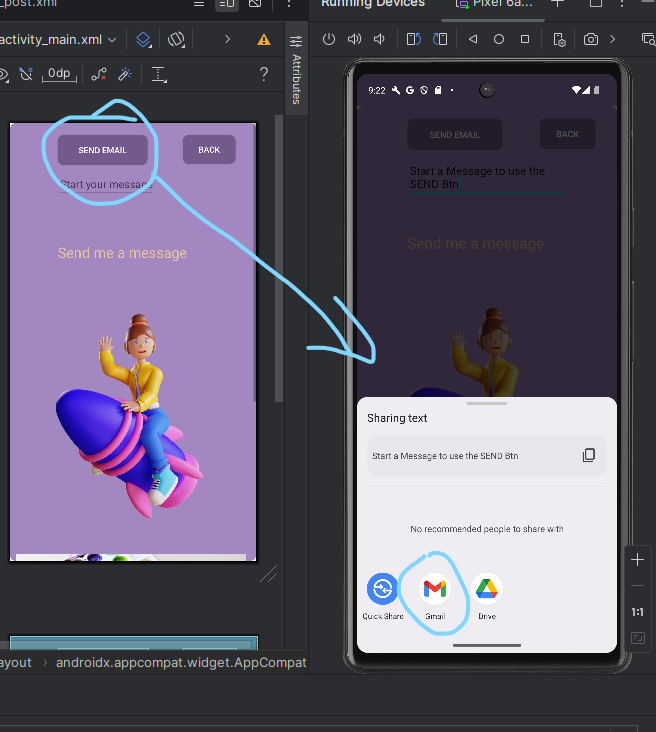 _post.xml
Running Devices
Pixel 6a...
activity_main.xml
0dp
?
Attributes
SEND EMAIL
BACK
Start your message
Send me a message
9:22
SEND EMAIL
BACK
Start a Message to use the
SEND Btn
Send me a message
Sharing text
Start a Message to use the SEND Btn
No recommended people to share with
Quick Share
Gmail
Drive
1:1
ayout
androidx.appcompat.widget.AppCompat